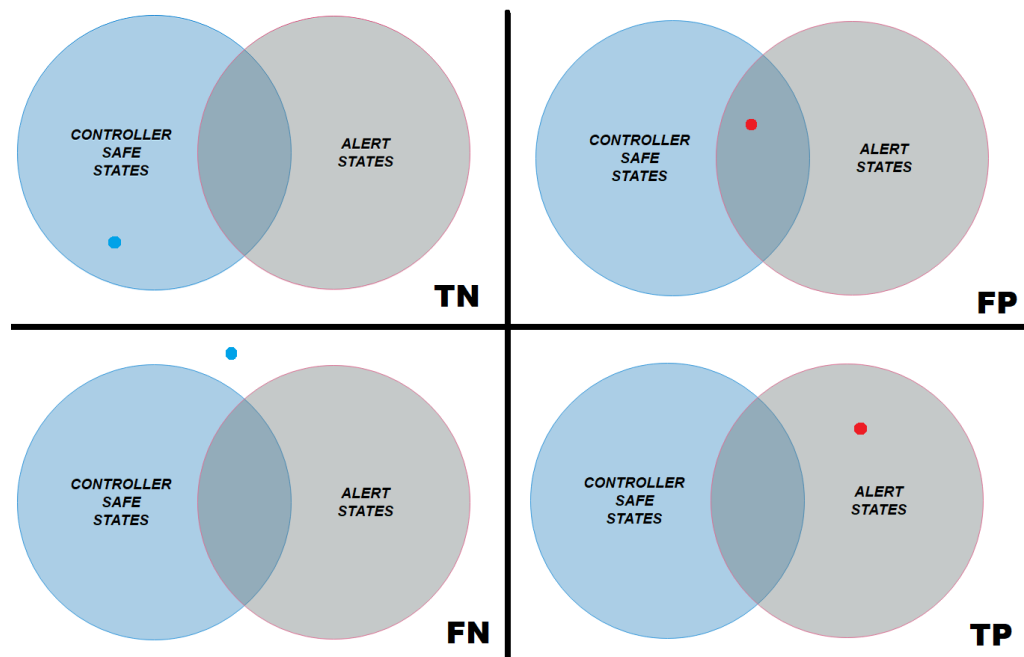 CONTROLLER
SAFE
STATES
ALERT
STATES
TN
CONTROLLER
SAFE
STATES
ALERT
STATES
FP
CONTROLLER
SAFE
STATES
ALERT
STATES
FN
CONTROLLER
SAFE
STATES
ALERT
STATES
TP